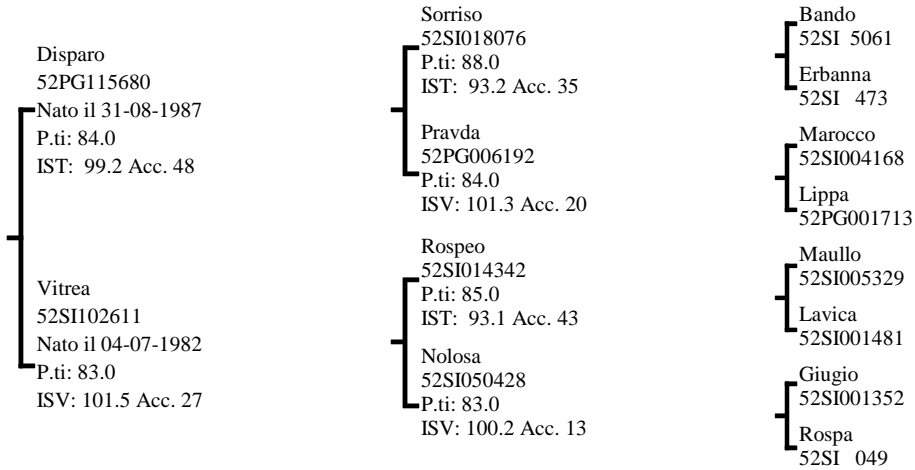 Disparo
52PG115680
Nato il 31-08-1987
P.ti: 84.0
IST: 99.2 Acc. 48
Vitrea
52SI102611
Nato il 04-07-1982
P.ti: 83.0
ISV: 101.5 Acc. 27
Sorriso
52SI018076
P.ti: 88.0
IST: 93.2 Acc. 35
Pravda
52PG006192
P.ti: 84.0
ISV: 101.3 Acc. 20
Rospeo
52SI014342
P.ti: 85.0
IST: 93.1 Acc. 43
Nolosa
52SI050428
P.ti: 83.0
ISV: 100.2 Acc. 13
Bando
52SI 5061
Erbanna
52SI 473
Marocco
52SI004168
Lippa
52PG001713
Maullo
52SI005329
Lavica
52SI001481
Giugio
52SI001352
Rospa
52SI 049